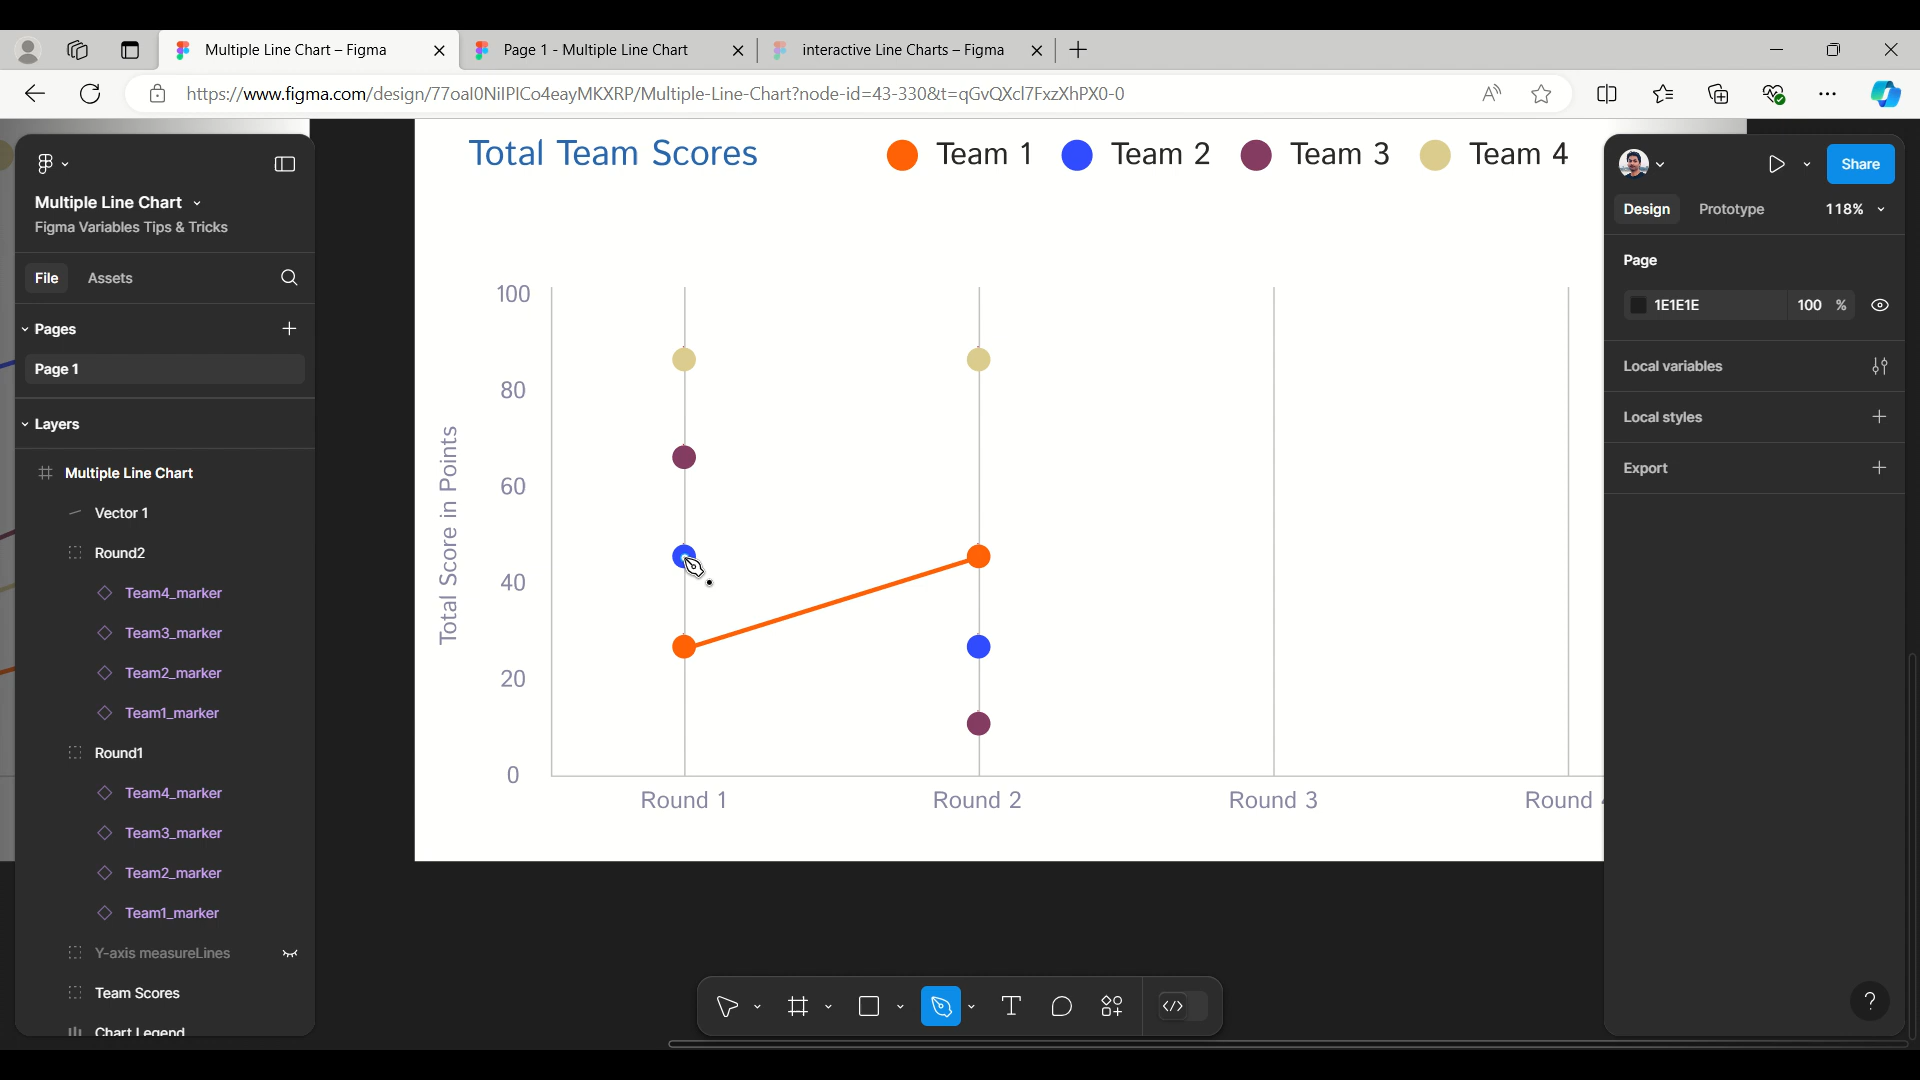 Multiple Line Chart – Figma
Page 1 - Multiple Line Chart
interactive Line Charts – Figma
https://www.figma.com/design/77oal0NilPlCo4eayMKXRP/Multiple-Line-Chart?node-id=43-330&t=qGvQXcl7FxzXhPX0-0
Multiple Line Chart
Figma Variables Tips & Tricks
File
Assets
Pages
Page 1
Layers
Multiple Line Chart
Vector 1
Round2
Team4_marker
Team3_marker
Team2_marker
Team1_marker
Round1
Team4_marker
Team3_marker
Team2_marker
Team1_marker
Y-axis measureLines
Team Scores
Chart Legend
Total Team Scores
Team 1
Team 2
Team 3
Team 4
Total Score in Points
100
80
60
40
20
0
Round 1
Round 2
Round 3
Round
Share
Design
Prototype
118%
Page
1E1E1E
100 %
Local variables
Local styles
Export
?